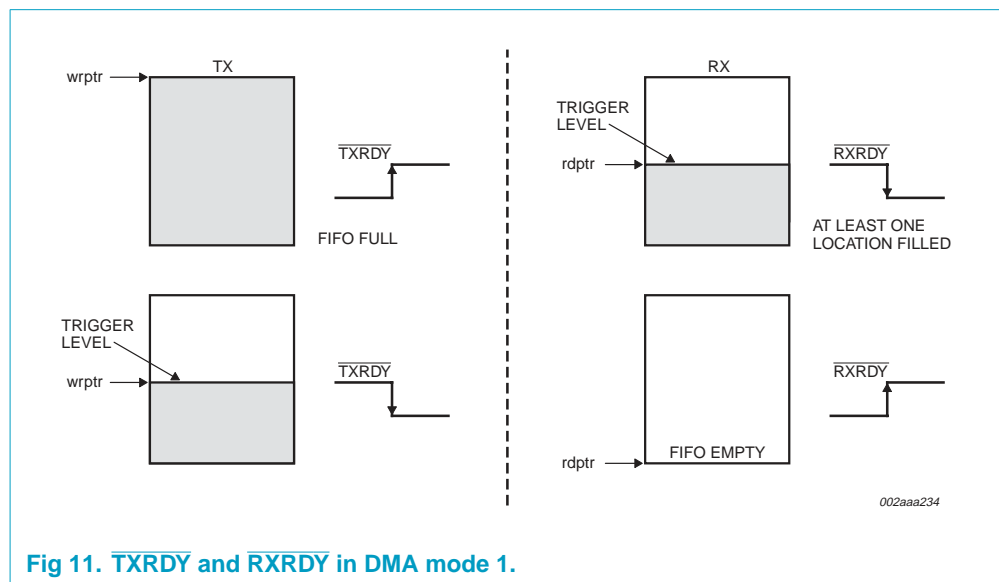 TX
wrptr
TXRDY
FIFO FULL
TRIGGER
LEVEL
wrptr
TXRDY
RX
TRIGGER
LEVEL
rdptr
RXRDY
AT LEAST ONE
LOCATION FILLED
RXRDY
FIFO EMPTY
rdptr
002aaa234
Fig 11. TXRDY and RXRDY in DMA mode 1.